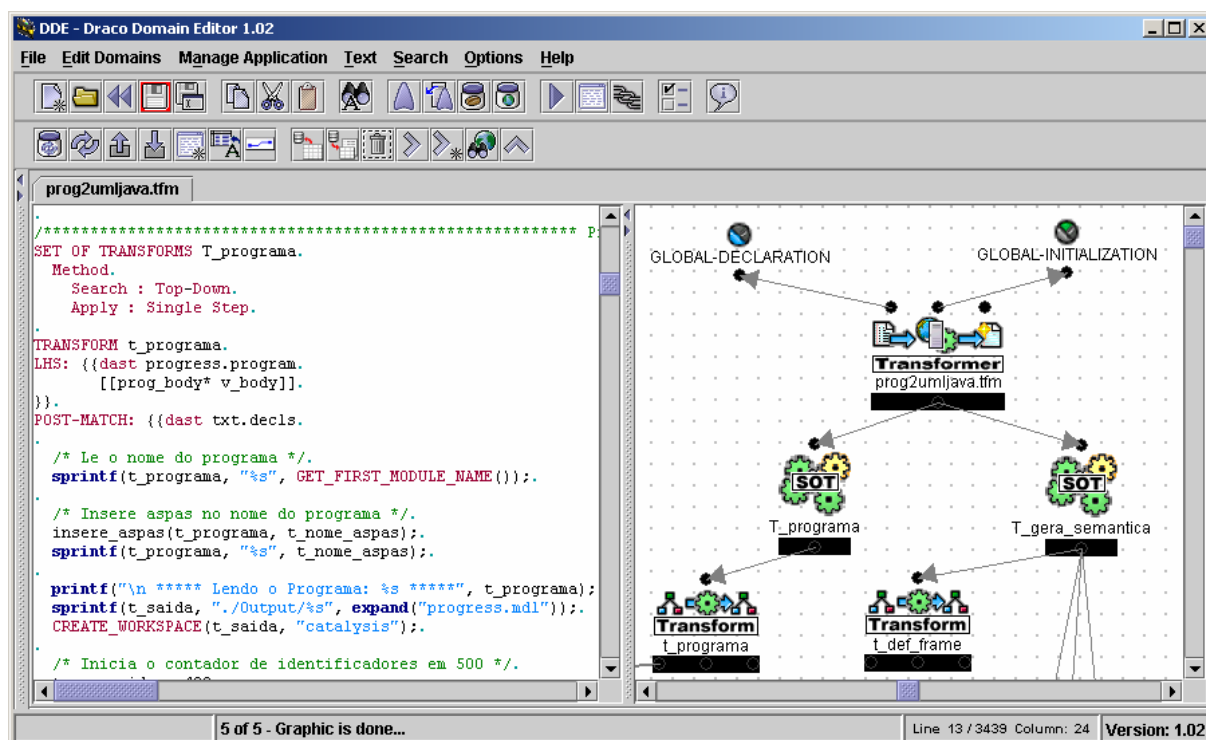 DDE - Draco Domain Editor 1.02
File Edit Domains Manage Application Text Search Options Help
prog2umljava.tfm
.
/********************************************************* P
SET OF TRANSFORMS T_programa.
Method.
Search : Top-Down.
Apply : Single Step.
.
TRANSFORM t_programa.
LHS: {{dast progress.program.
[[prog_body* v_body]].
}}.
POST-MATCH: {{dast txt.decls.
.
/* Le o nome do programa */.
sprintf(t_programa, "%s", GET_FIRST_MODULE_NAME());.
.
/* Insere aspas no nome do programa */.
insere_aspas(t_programa, t_nome_aspas);.
sprintf(t_programa, "%s", t_nome_aspas);.
.
printf("\n ***** Lendo o Programa: %s *****", t_programa);
sprintf(t_saida, "./Output/%s", expand("progress.mdl"));.
CREATE_WORKSPACE(t_saida, "catalysis");.
.
/* Inicia o contador de identificadores em 500 */.
GLOBAL-DECLARATION
GLOBAL-INITIALIZATION
Transformer
prog2umljava.tfm
SOT
T_programa
SOT
T_gera_semantica
Transform
t_programa
Transform
t_def_frame
5 of 5 - Graphic is done...
Line 13 / 3439 Column: 24
Version: 1.02